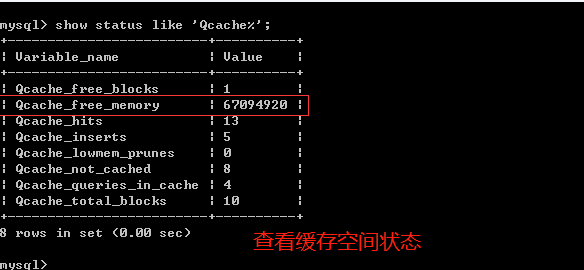 mysql> show status like 'Qcache%';
+-------------------------+----------+
| Variable_name           | Value    |
+-------------------------+----------+
| Qcache_free_blocks      | 1        |
| Qcache_free_memory      | 67094920 |
| Qcache_hits             | 13       |
| Qcache_inserts          | 5        |
| Qcache_lowmem_prunes    | 0        |
| Qcache_not_cached       | 8        |
| Qcache_queries_in_cache | 4        |
| Qcache_total_blocks     | 10       |
+-------------------------+----------+
8 rows in set (0.00 sec)
查看缓存空间状态
mysql>